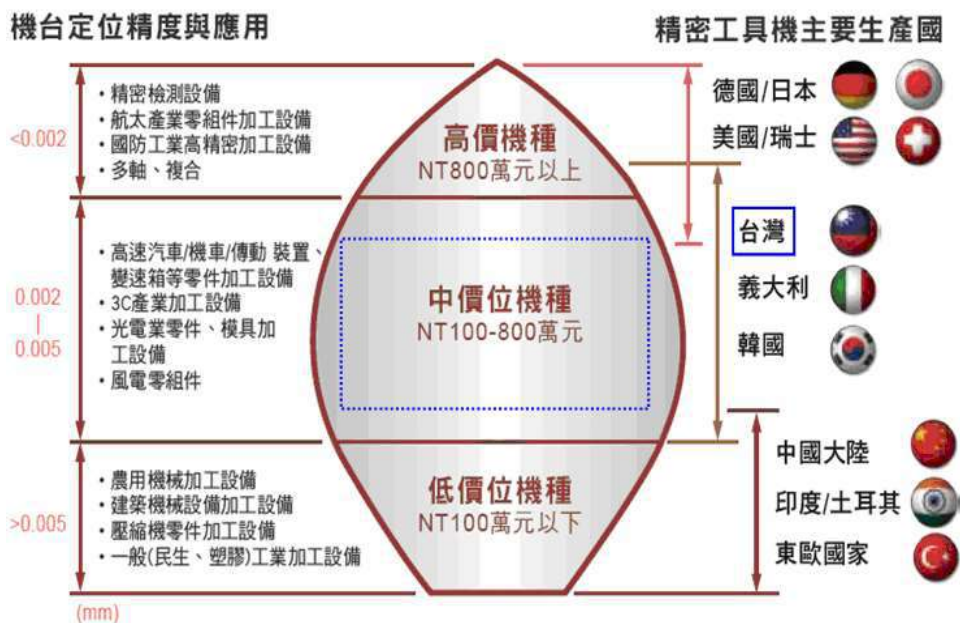 機台定位精度與應用
精密工具機主要生產國
<0.002
・精密檢測設備
・航太產業零組件加工設備
・國防工業高精密加工設備
・多軸、複合
高價機種
NT800萬元以上
德國/日本
美國/瑞士
0.002
|
0.005
・高速汽車/機車/傳動 裝置、
變速箱等零件加工設備
・3C產業加工設備
・光電業零件、模具加
工設備
・風電零組件
中價位機種
NT100-800萬元
台灣
義大利
韓國
>0.005
・農用機械加工設備
・建築機械設備加工設備
・壓縮機零件加工設備
・一般(民生、塑膠)工業加工設備
低價位機種
NT100萬元以下
中國大陸
印度/土耳其
東歐國家
(mm)